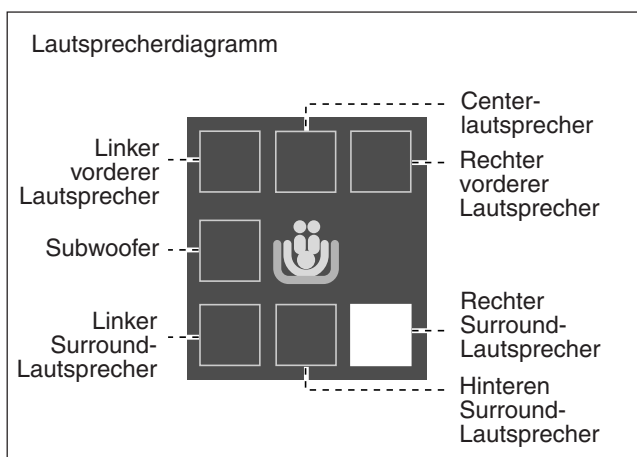 Lautsprecherdiagramm
Center-
lautsprecher
Linker
vorderer
Lautsprecher
Rechter
vorderer
Lautsprecher
Subwoofer
Linker
Surround-
Lautsprecher
Rechter
Surround-
Lautsprecher
Hinteren
Surround-
Lautsprecher